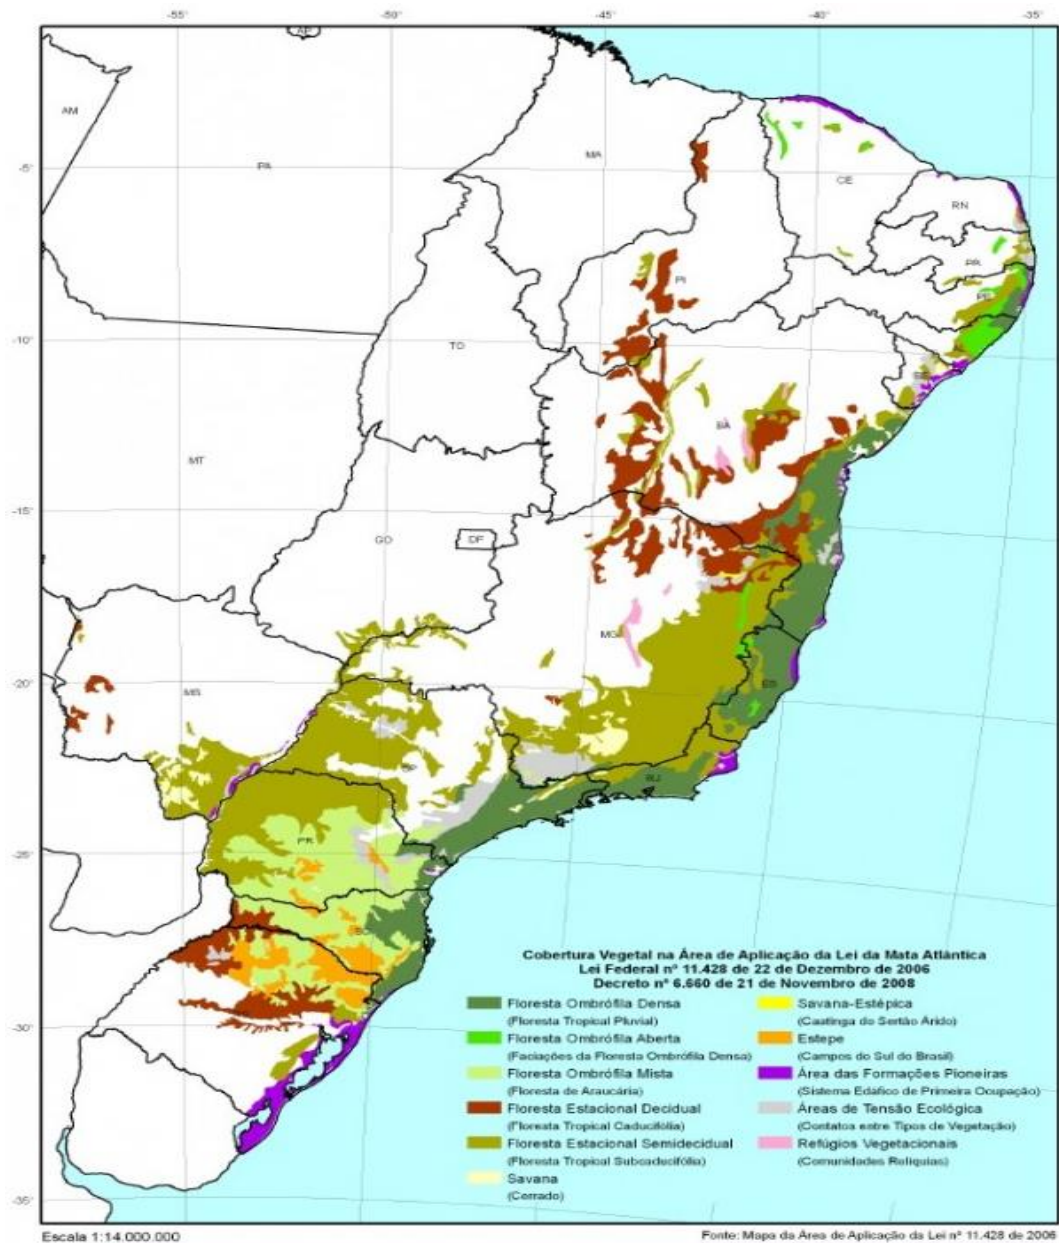 -55° -50° -45° -40° -35°
AP
AM
MA
PA
CE
-5°
RN
PB
PI
PE
-10°
TO
AL
SE
BA
MT
-15°
GO
DF
MG
MS
ES
-20°
SP
RJ
PR
-25°
SC
Cobertura Vegetal na Área de Aplicação da Lei da Mata Atlântica
Lei Federal nº 11.428 de 22 de Dezembro de 2006
Decreto nº 6.660 de 21 de Novembro de 2008
Floresta Ombrófila Densa
(Floresta Tropical Pluvial)
Floresta Ombrófila Aberta
(Faciações da Floresta Ombrófila Densa)
Floresta Ombrófila Mista
(Floresta de Araucária)
Floresta Estacional Decidual
(Floresta Tropical Caducifólia)
Floresta Estacional Semidecidual
(Floresta Tropical Subcaducifólia)
Savana
(Cerrado)
Savana-Estépica
(Caatinga do Sertão Árido)
Estepe
(Campos do Sul do Brasil)
Área das Formações Pioneiras
(Sistema Edáfico de Primeira Ocupação)
Áreas de Tensão Ecológica
(Contatos entre Tipos de Vegetação)
Refúgios Vegetacionais
(Comunidades Relíquias)
-30°
-35°
Escala 1:14.000.000
Fonte: Mapa da Área de Aplicação da Lei nº 11.428 de 2006